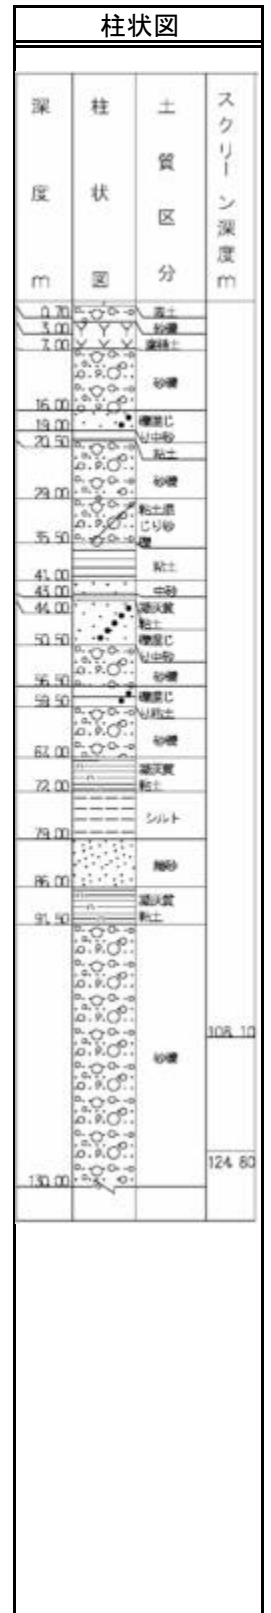 柱状図
深度 m
柱状図
土質区分
スクリーン深度 m
0.70 表土
3.00 砂礫
7.00 腐植土
16.00 砂礫
19.00 礫混じり中砂
20.50 粘土
29.00 砂礫
35.50 粘土混じり砂礫
41.00 粘土
43.00 中砂
44.00 凝灰質粘土
50.50 礫混じり中砂
56.50 砂礫
59.50 礫混じり粘土
67.00 砂礫
72.00 凝灰質粘土
79.00 シルト
86.00 細砂
91.50 凝灰質粘土
砂礫
108.10
124.80
130.00